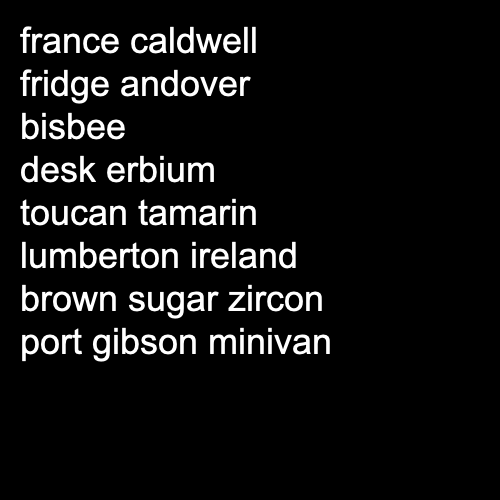 france caldwell
fridge andover
bisbee
desk erbium
toucan tamarin
lumberton ireland
brown sugar zircon
port gibson minivan